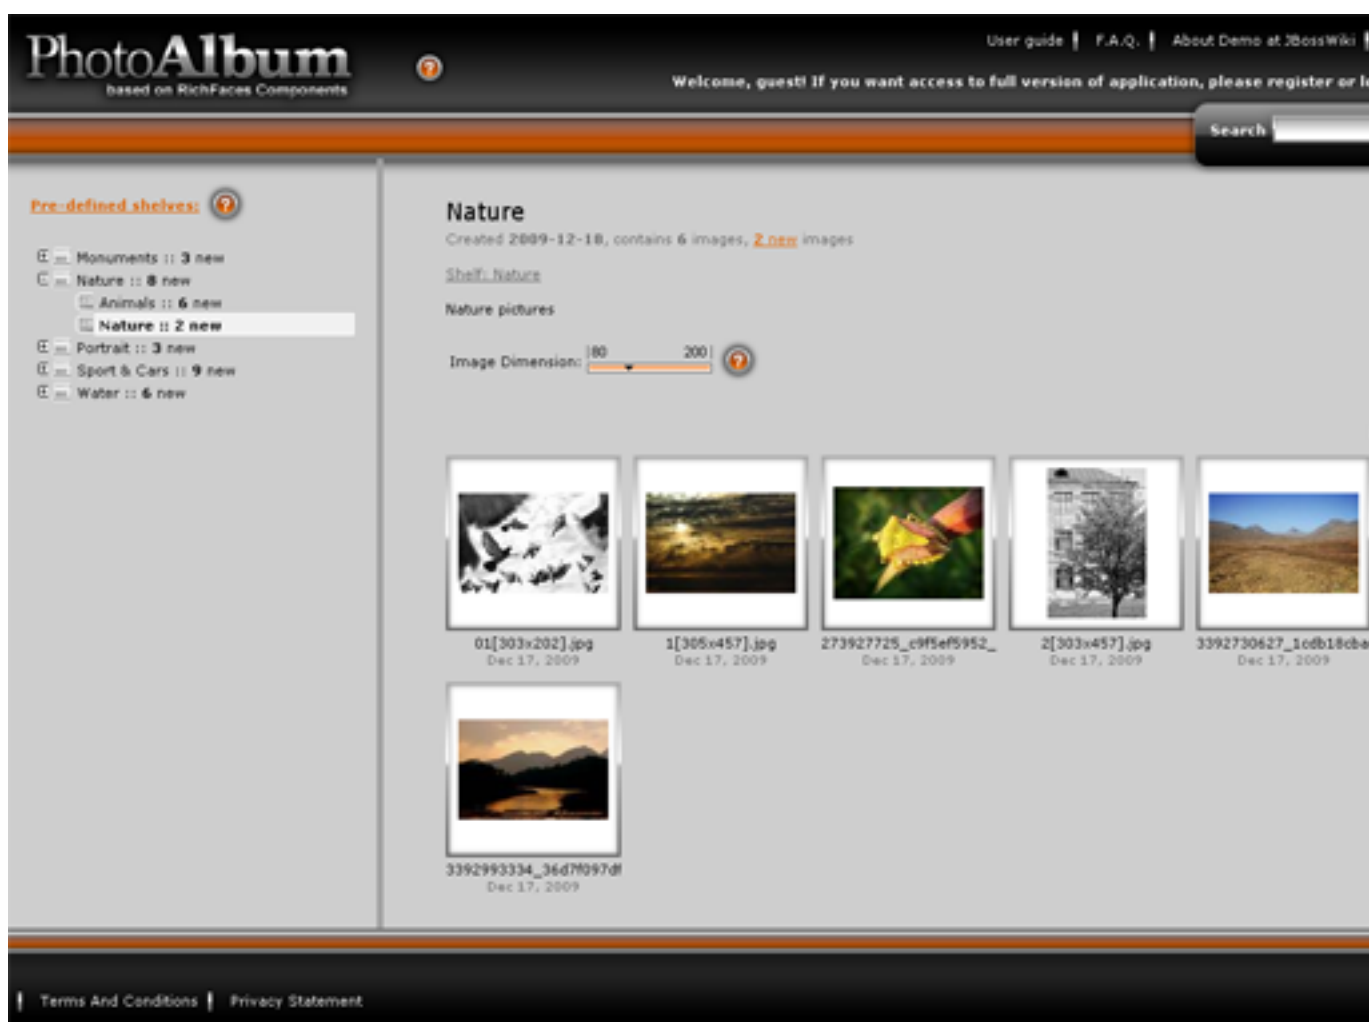 PhotoAlbum
based on RichFaces Components
User guide
F.A.Q.
About Demo at JBossWiki
Welcome, guest! If you want access to full version of application, please register or
Search
Pre-defined shelves:
Monuments :: 3 new
Nature :: 8 new
Animals :: 6 new
Nature :: 2 new
Portrait :: 3 new
Sport & Cars :: 9 new
Water :: 6 new
Nature
Created 2009-12-18, contains 6 images, 2 new images
Shelf: Nature
Nature pictures
Image Dimension:
80 200
01[303x202].jpg
Dec 17, 2009
1[305x457].jpg
Dec 17, 2009
273927725_c9f5ef5952_
Dec 17, 2009
2[303x457].jpg
Dec 17, 2009
3392730627_1cdb18cba
Dec 17, 2009
3392993334_36d7f097df
Dec 17, 2009
Terms And Conditions
Privacy Statement